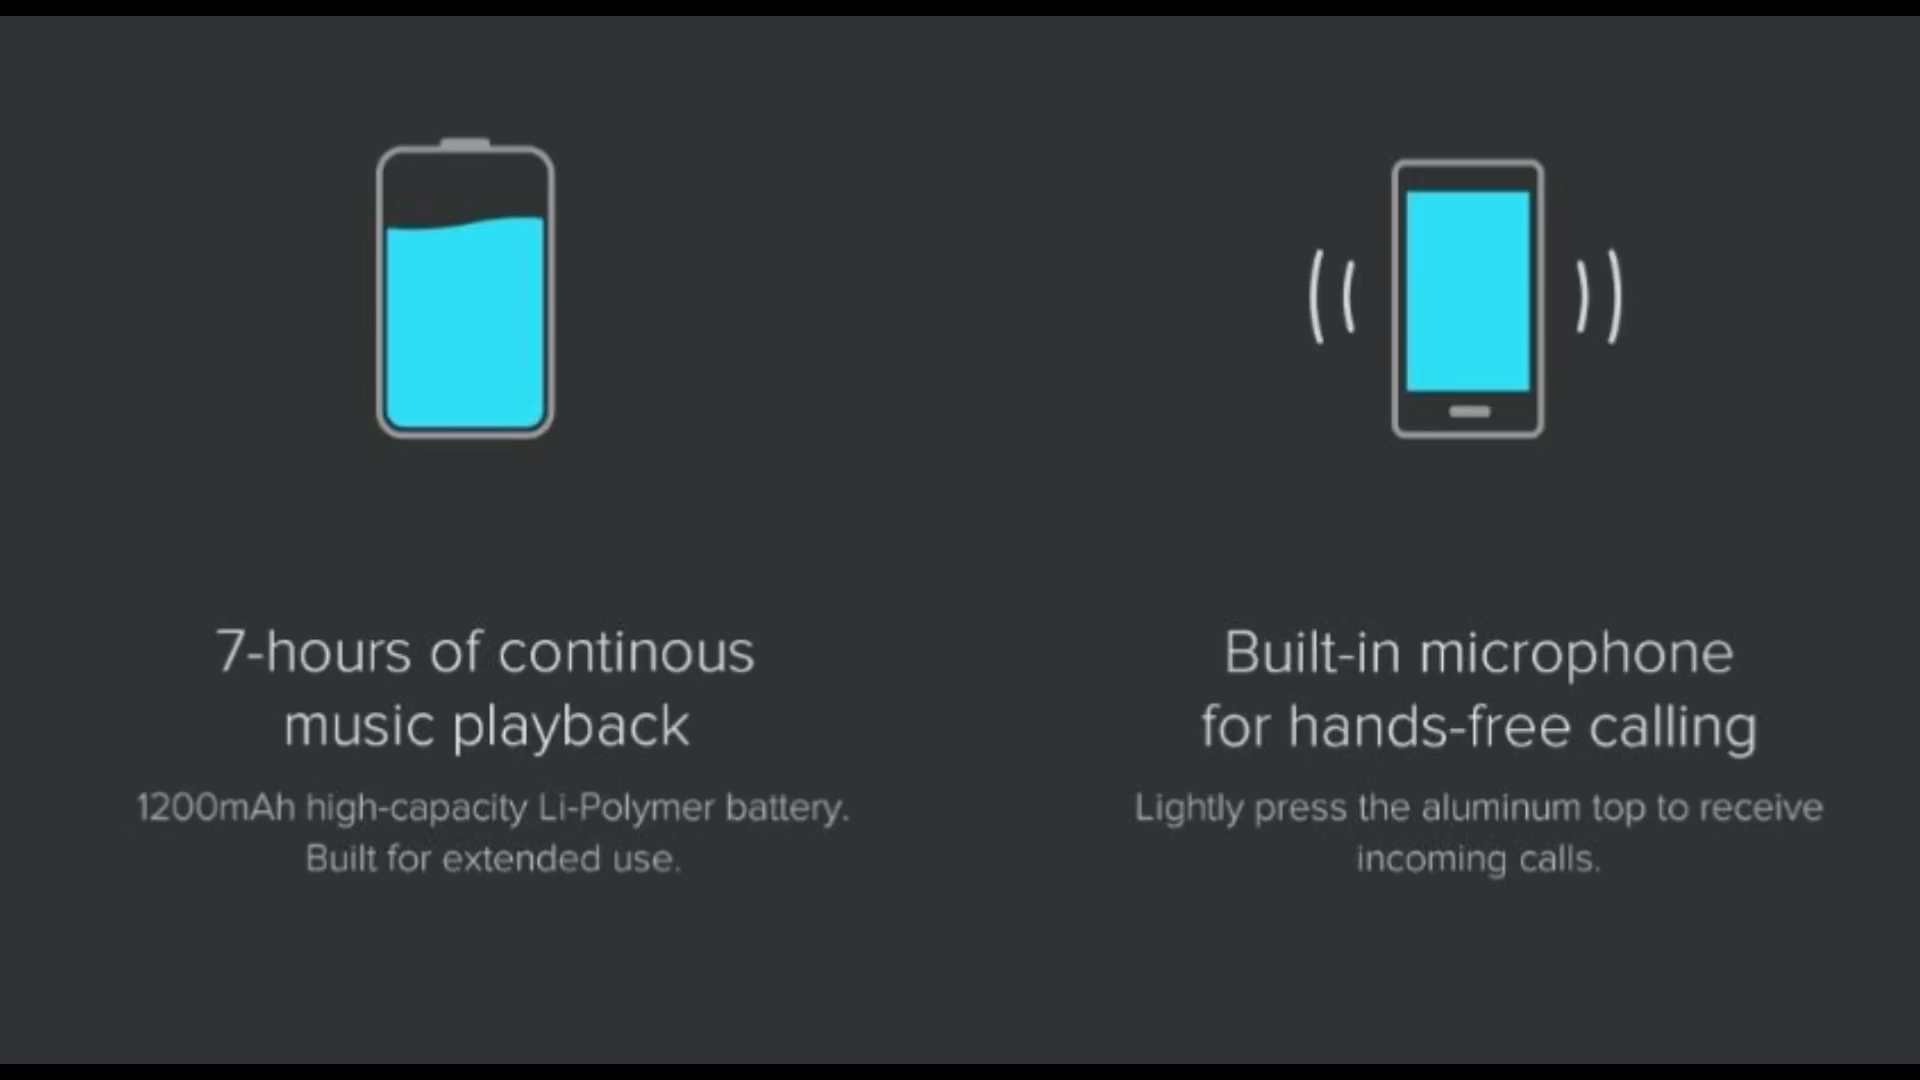 7-hours of continous
music playback
1200mAh high-capacity Li-Polymer battery.
Built for extended use.
Built-in microphone
for hands-free calling
Lightly press the aluminum top to receive
incoming calls.